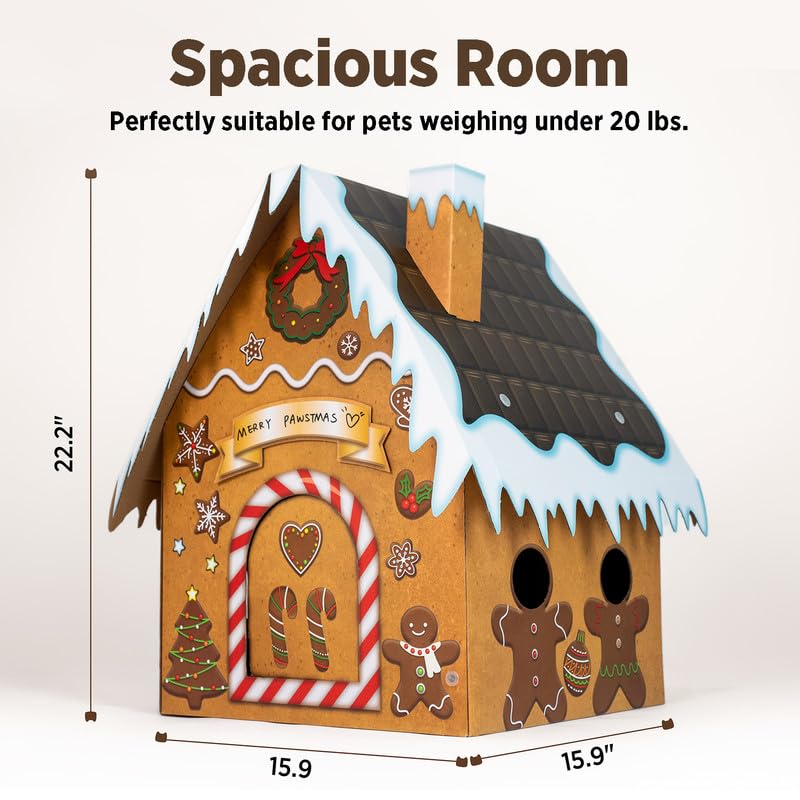 Spacious Room
Perfectly suitable for pets weighing under 20 lbs.
22.2"
MERRY PAWSTMAS
15.9
15.9"